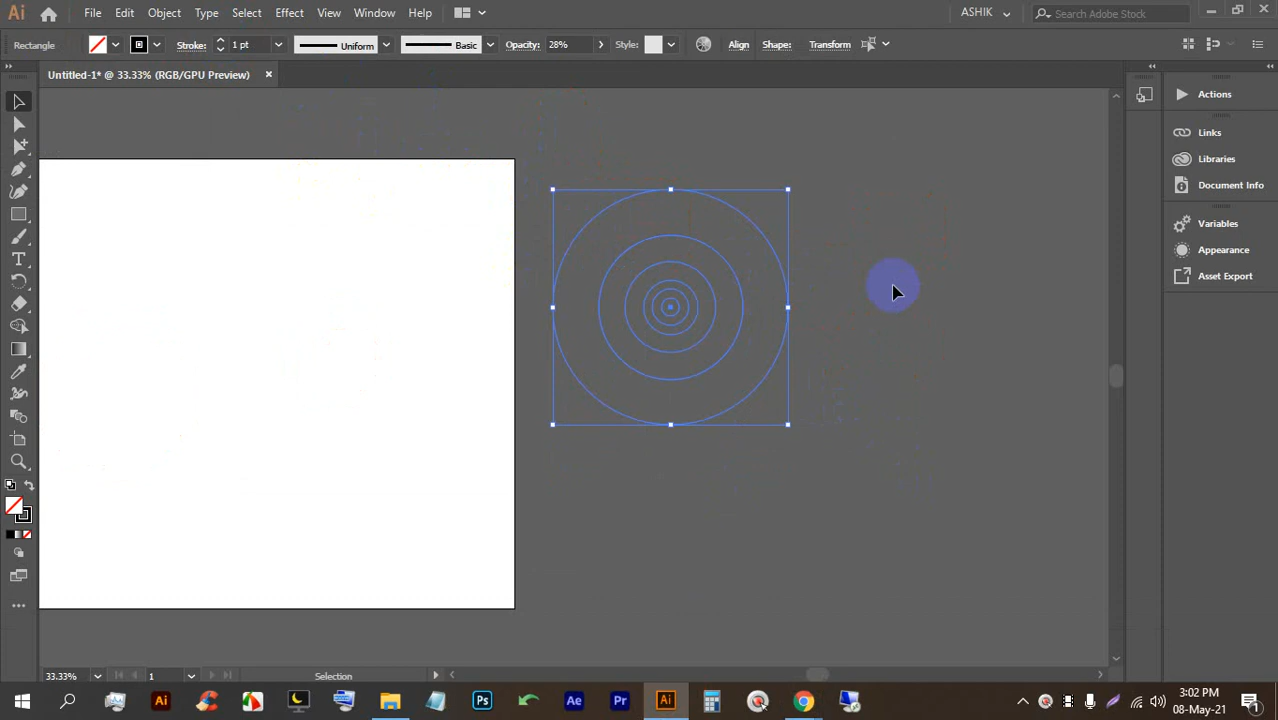 Ai File Edit Object Type Select Effect View Window Help ASHIK Search Adobe Stock
Rectangle Stroke: 1 pt Uniform Basic Opacity: 28% Style: Align Shape: Transform
Untitled-1* @ 33.33% (RGB/GPU Preview)
Actions
Links
Libraries
Document Info
Variables
Appearance
Asset Export
33.33% 1 Selection
Ai Ps Ae Pr Ai
3:02 PM
08-May-21
1